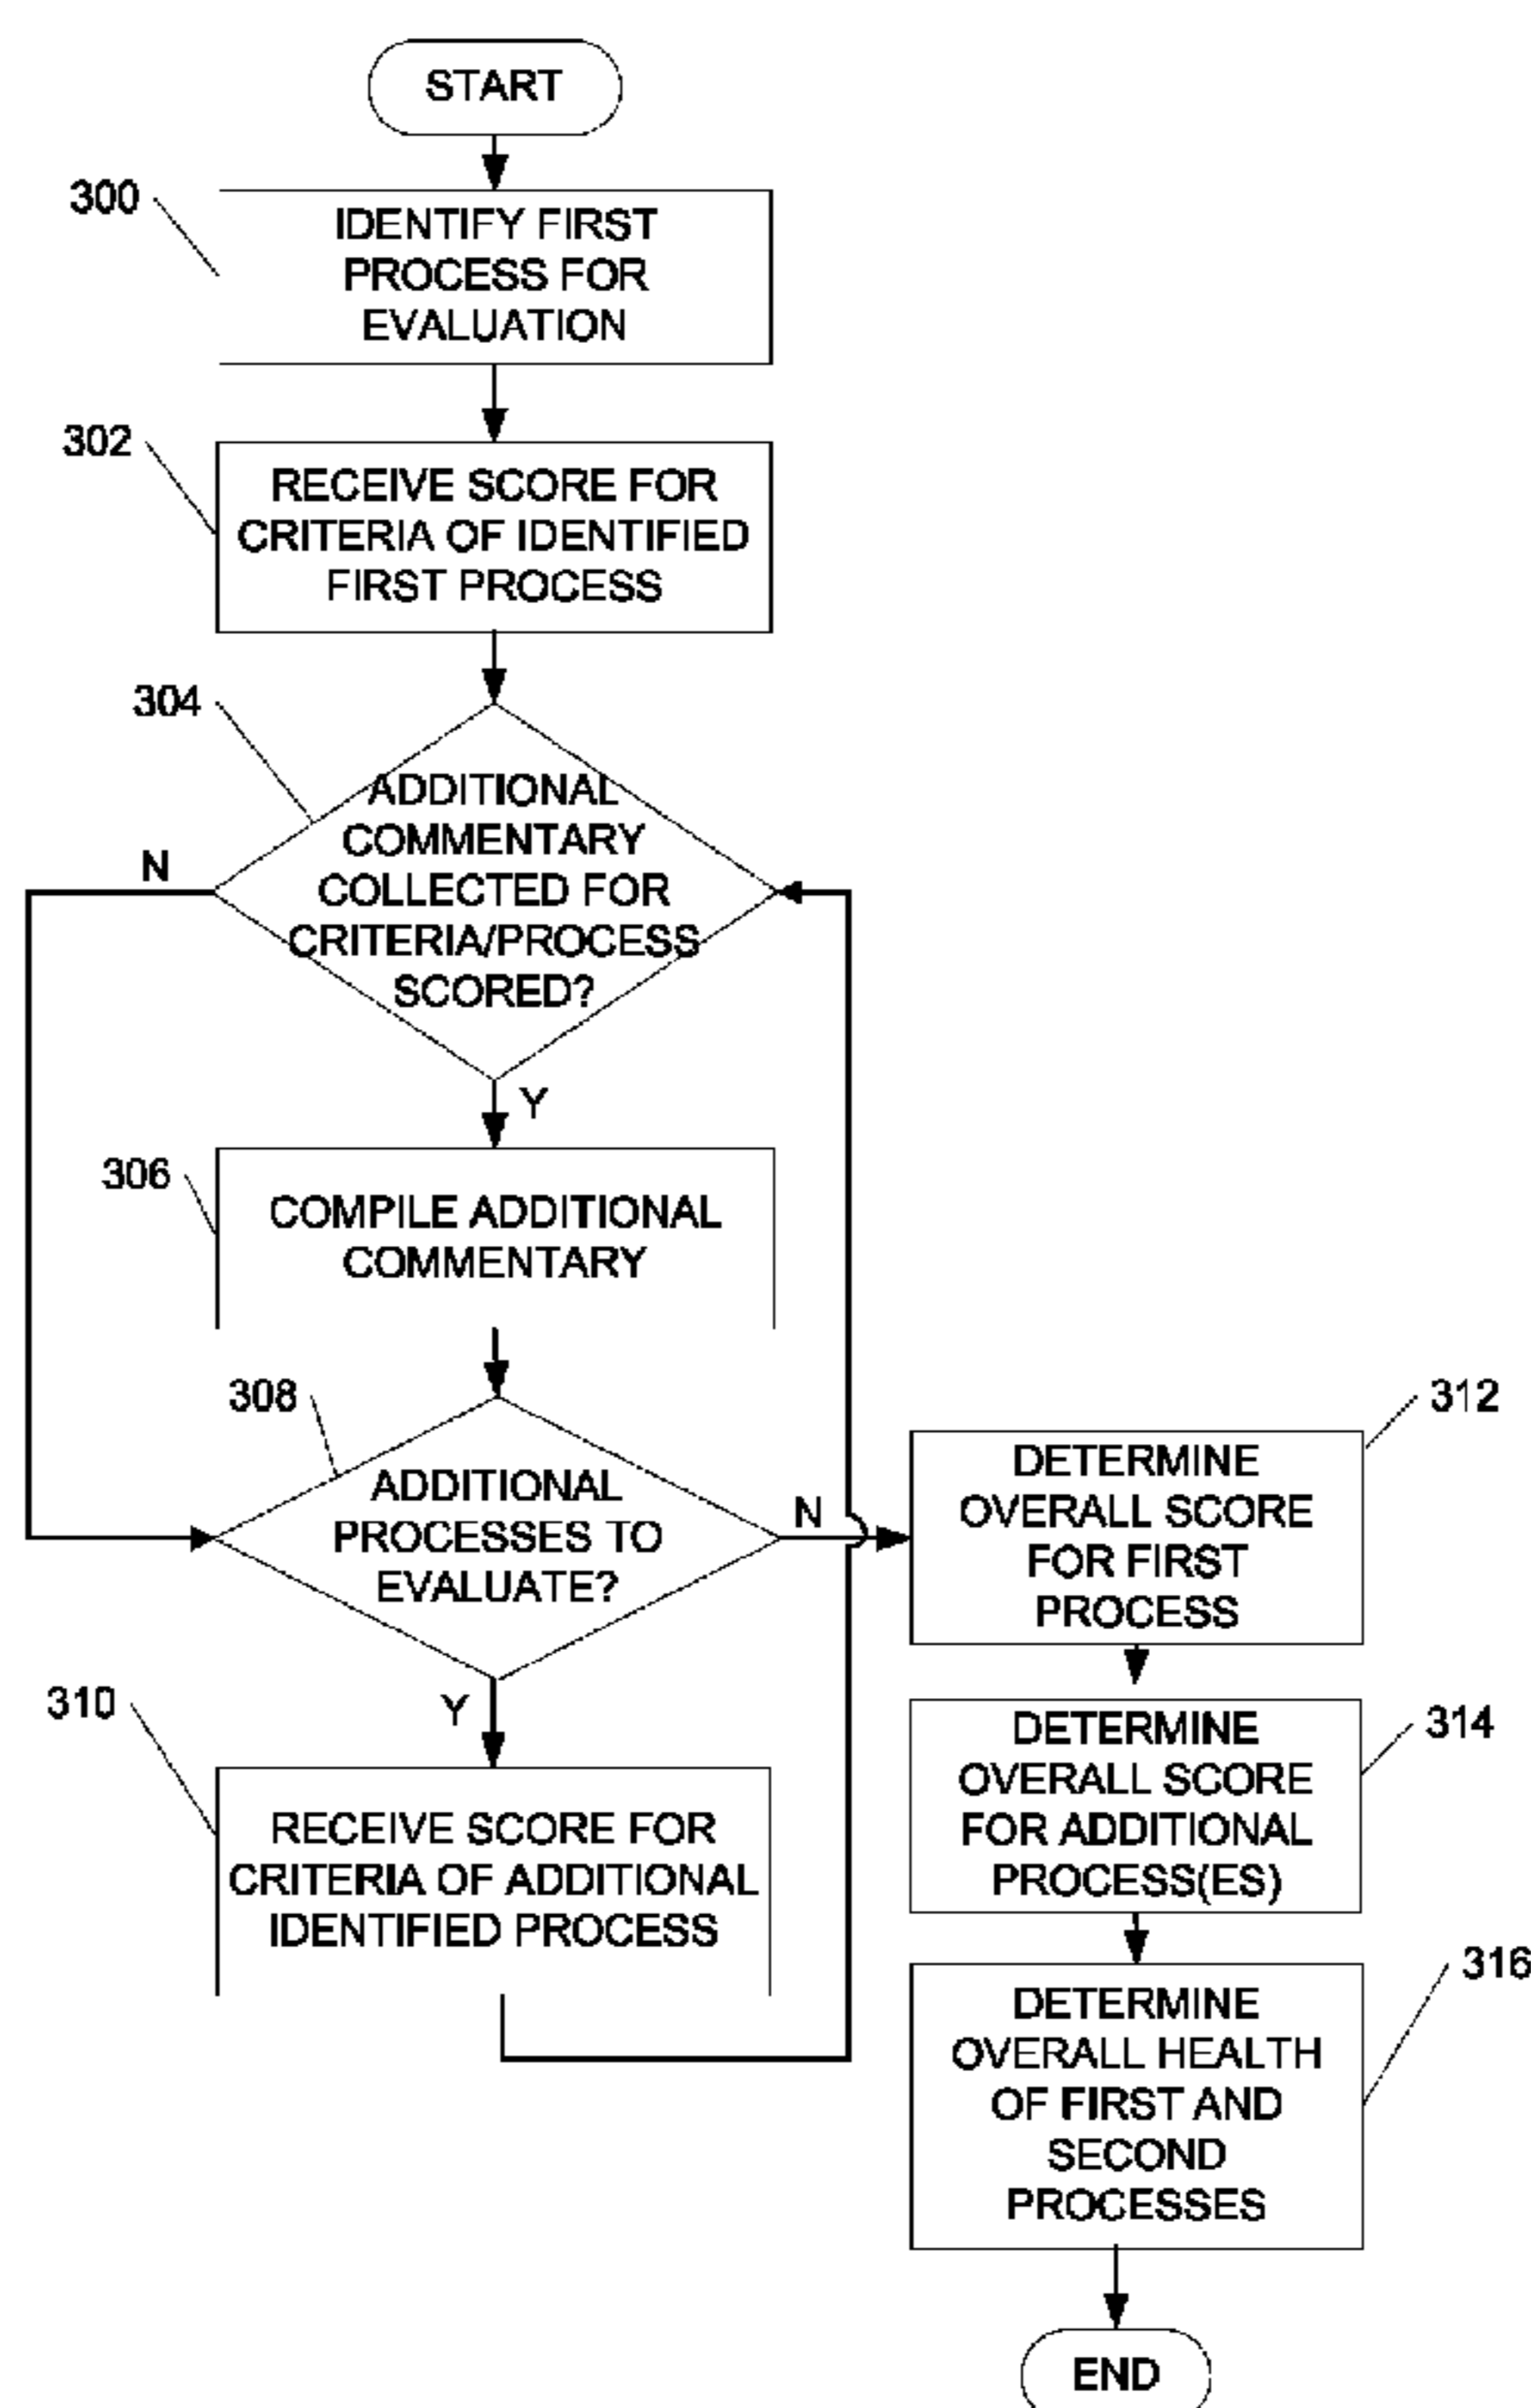 START
300
IDENTIFY FIRST
PROCESS FOR
EVALUATION
302
RECEIVE SCORE FOR
CRITERIA OF IDENTIFIED
FIRST PROCESS
304
ADDITIONAL
COMMENTARY
COLLECTED FOR
CRITERIA/PROCESS
SCORED?
N
Y
306
COMPILE ADDITIONAL
COMMENTARY
308
ADDITIONAL
PROCESSES TO
EVALUATE?
N
Y
310
RECEIVE SCORE FOR
CRITERIA OF ADDITIONAL
IDENTIFIED PROCESS
312
DETERMINE
OVERALL SCORE
FOR FIRST
PROCESS
314
DETERMINE
OVERALL SCORE
FOR ADDITIONAL
PROCESS(ES)
316
DETERMINE
OVERALL HEALTH
OF FIRST AND
SECOND
PROCESSES
END